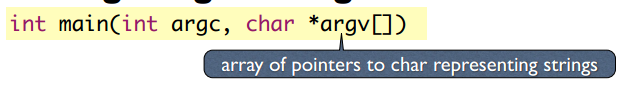 int main(int argc, char *argv[])
array of pointers to char representing strings